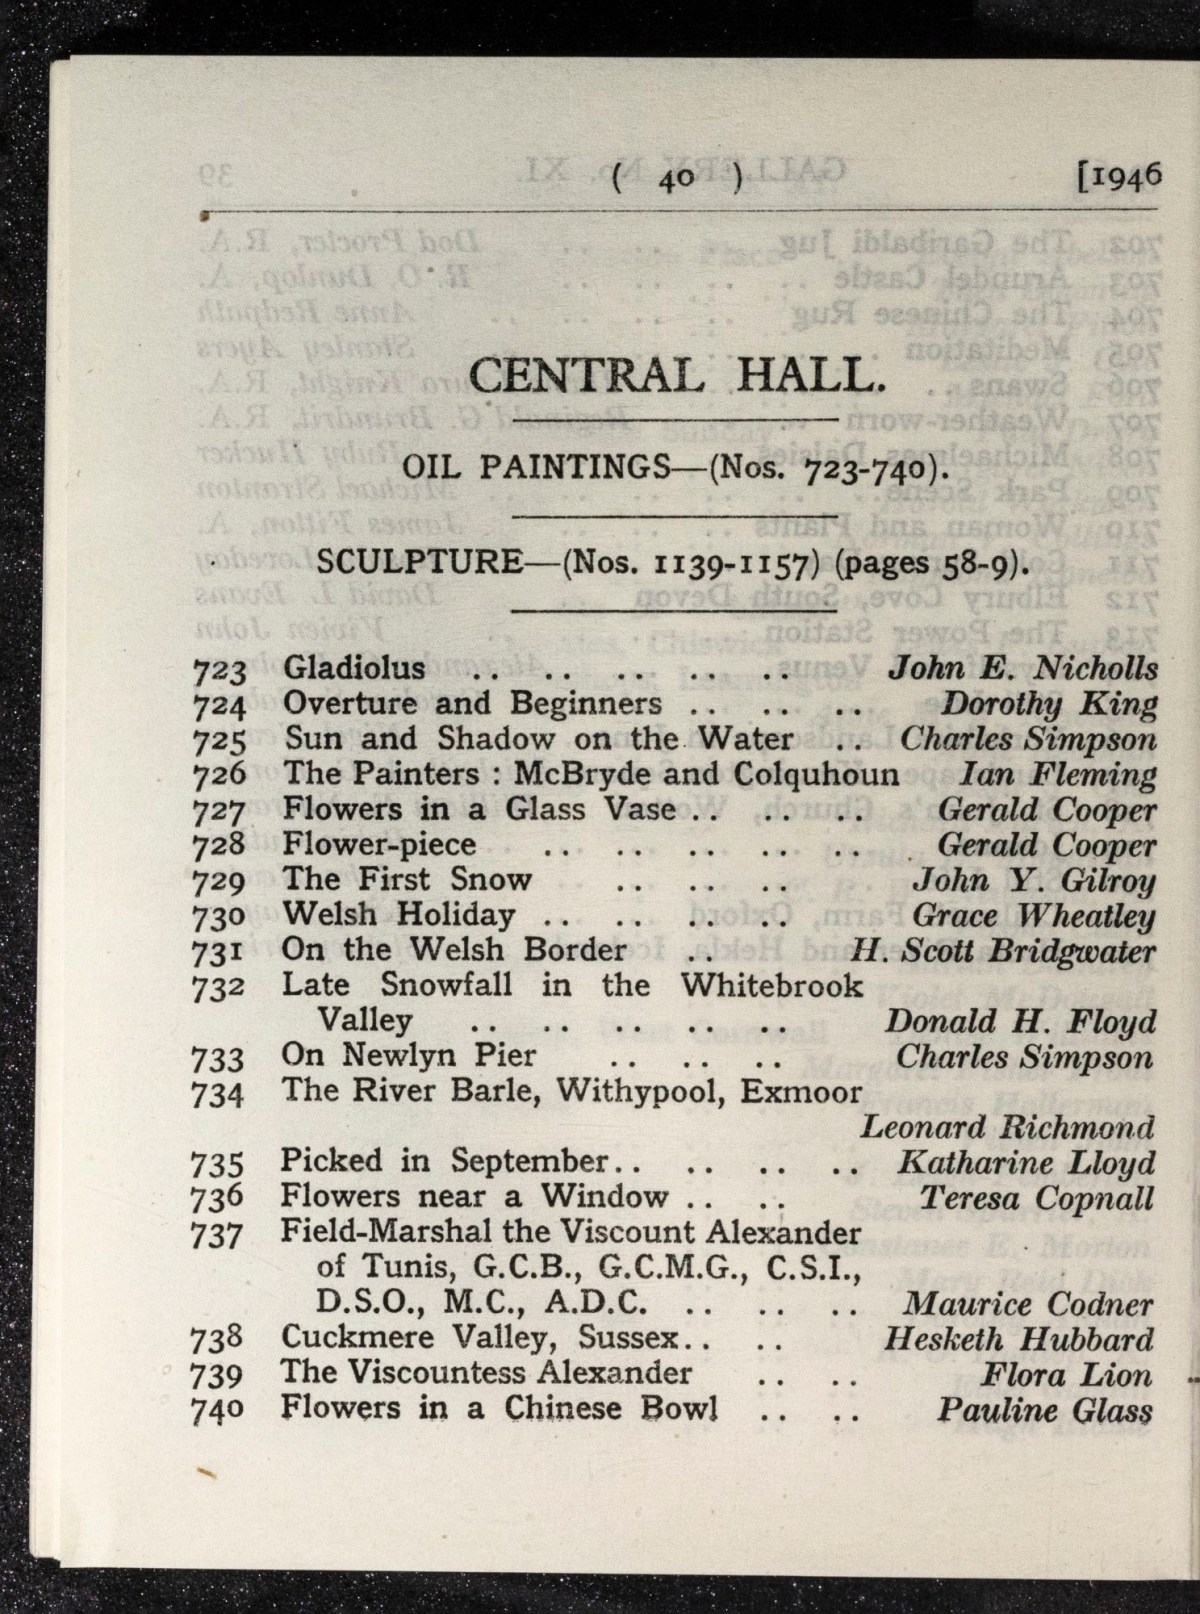 ( 40 ) [1946
CENTRAL HALL.
OIL PAINTINGS—(Nos. 723-740).
SCULPTURE—(Nos. 1139-1157) (pages 58-9).
723 Gladiolus .. .. .. .. .. John E. Nicholls
724 Overture and Beginners .. .. .. Dorothy King
725 Sun and Shadow on the Water .. Charles Simpson
726 The Painters : McBryde and Colquhoun Ian Fleming
727 Flowers in a Glass Vase .. .. .. Gerald Cooper
728 Flower-piece .. .. .. .. .. Gerald Cooper
729 The First Snow .. .. .. John Y. Gilroy
730 Welsh Holiday .. .. .. .. Grace Wheatley
731 On the Welsh Border .. H. Scott Bridgwater
732 Late Snowfall in the Whitebrook
Valley .. .. .. .. .. Donald H. Floyd
733 On Newlyn Pier .. .. .. Charles Simpson
734 The River Barle, Withypool, Exmoor
Leonard Richmond
735 Picked in September .. .. .. .. Katharine Lloyd
736 Flowers near a Window .. .. Teresa Copnall
737 Field-Marshal the Viscount Alexander
of Tunis, G.C.B., G.C.M.G., C.S.I.,
D.S.O., M.C., A.D.C. .. .. .. Maurice Codner
738 Cuckmere Valley, Sussex .. .. Hesketh Hubbard
739 The Viscountess Alexander .. .. Flora Lion
740 Flowers in a Chinese Bowl .. .. Pauline Glass